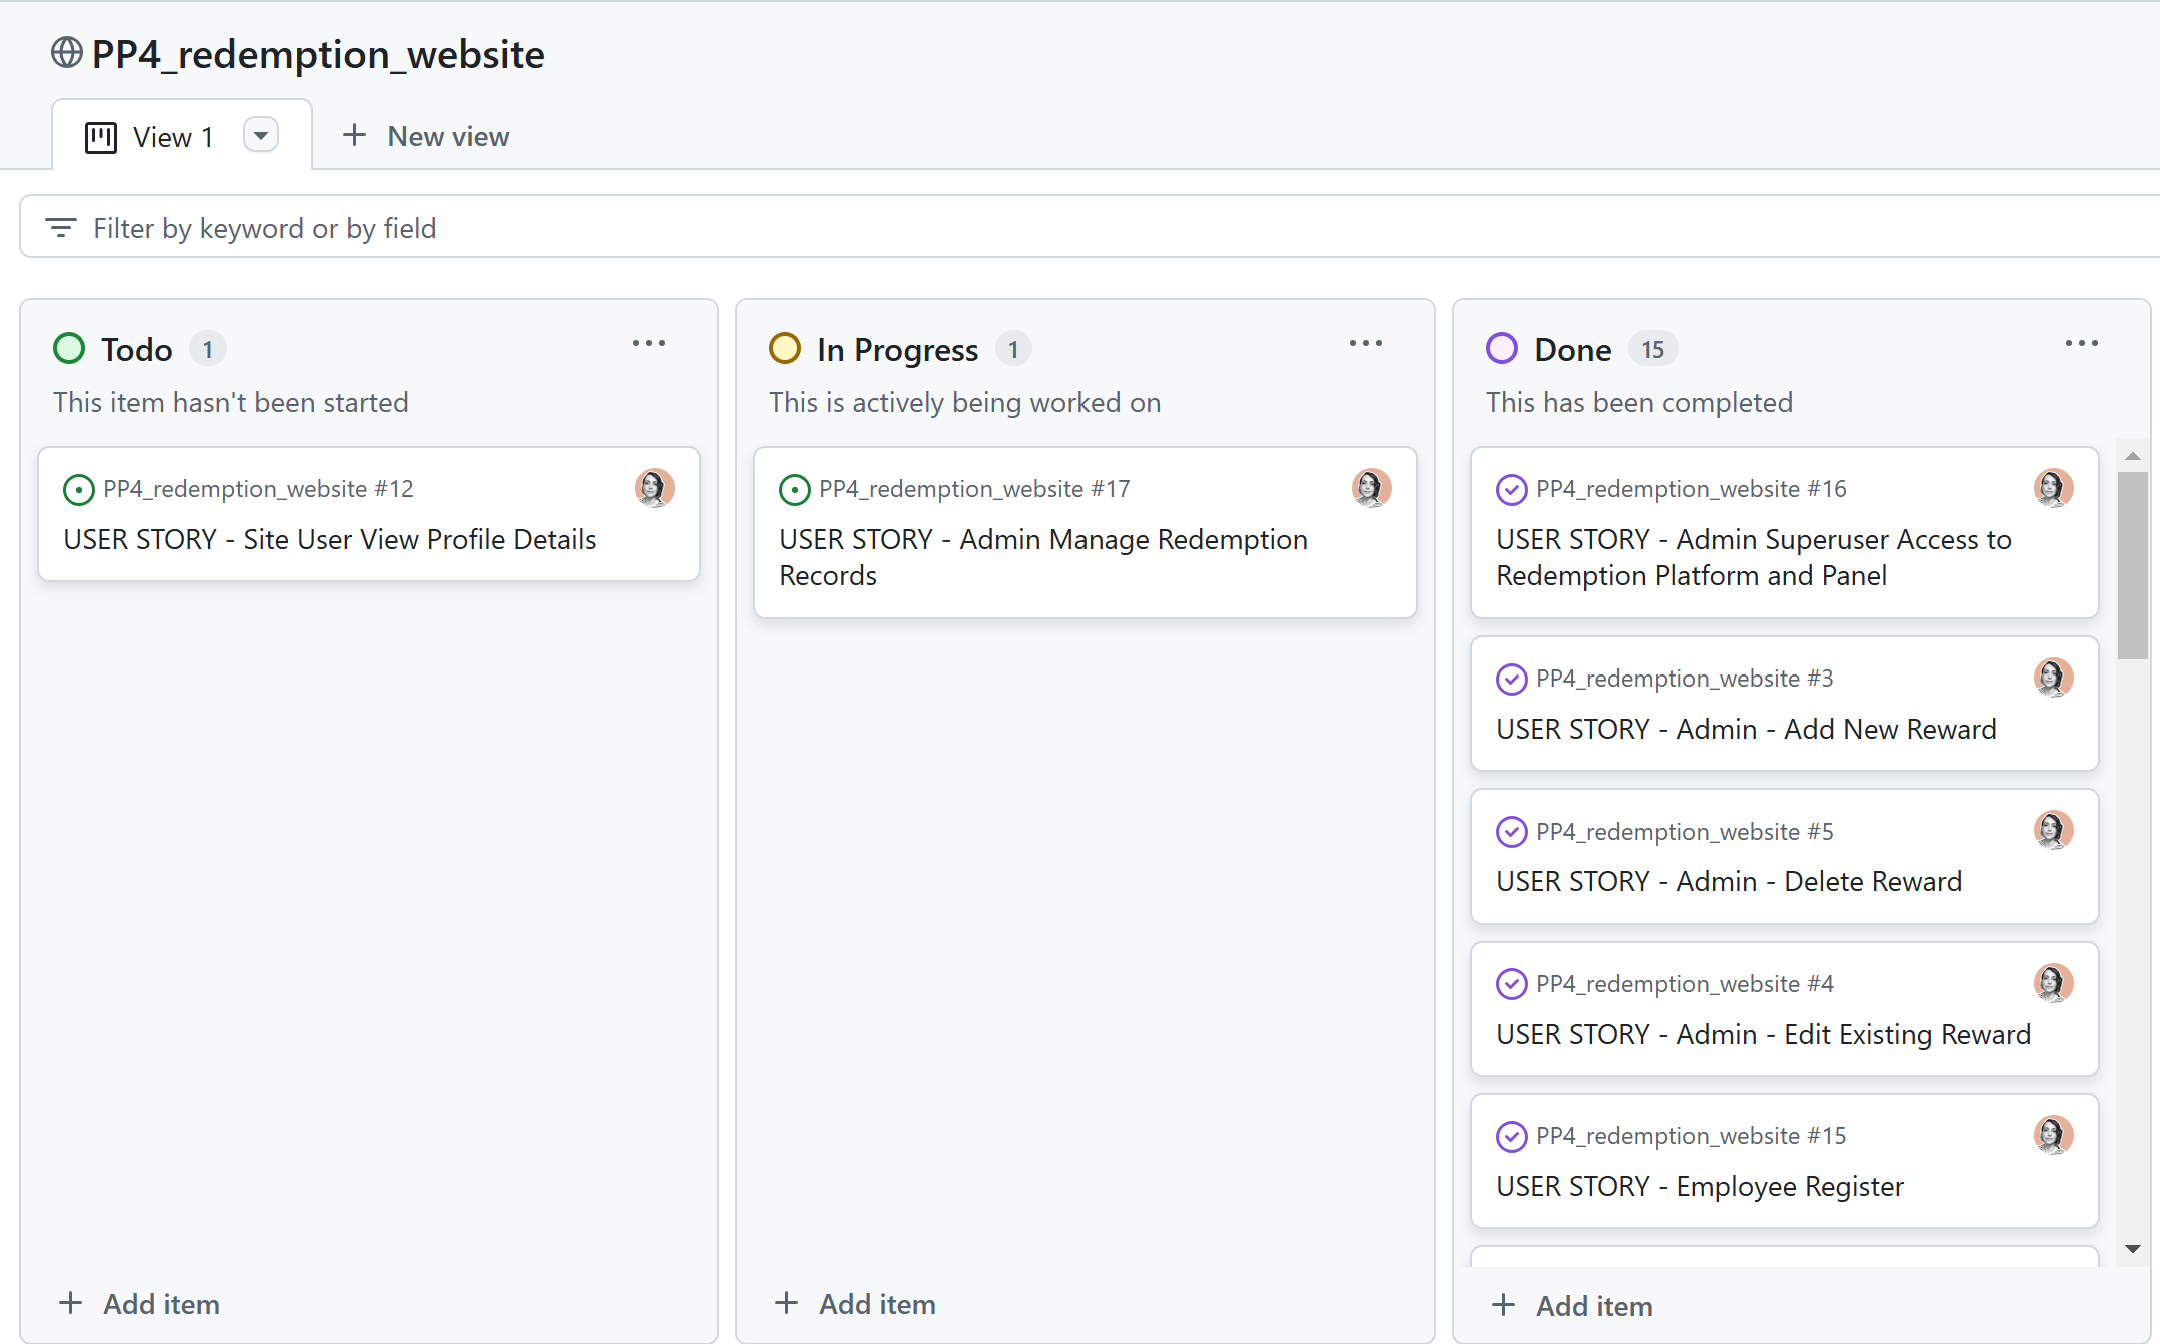 PP4_redemption_website
View 1
New view
Filter by keyword or by field
Todo 1
This item hasn't been started
PP4_redemption_website #12
USER STORY - Site User View Profile Details
Add item
In Progress 1
This is actively being worked on
PP4_redemption_website #17
USER STORY - Admin Manage Redemption
Records
Add item
Done 15
This has been completed
PP4_redemption_website #16
USER STORY - Admin Superuser Access to
Redemption Platform and Panel
PP4_redemption_website #3
USER STORY - Admin - Add New Reward
PP4_redemption_website #5
USER STORY - Admin - Delete Reward
PP4_redemption_website #4
USER STORY - Admin - Edit Existing Reward
PP4_redemption_website #15
USER STORY - Employee Register
Add item